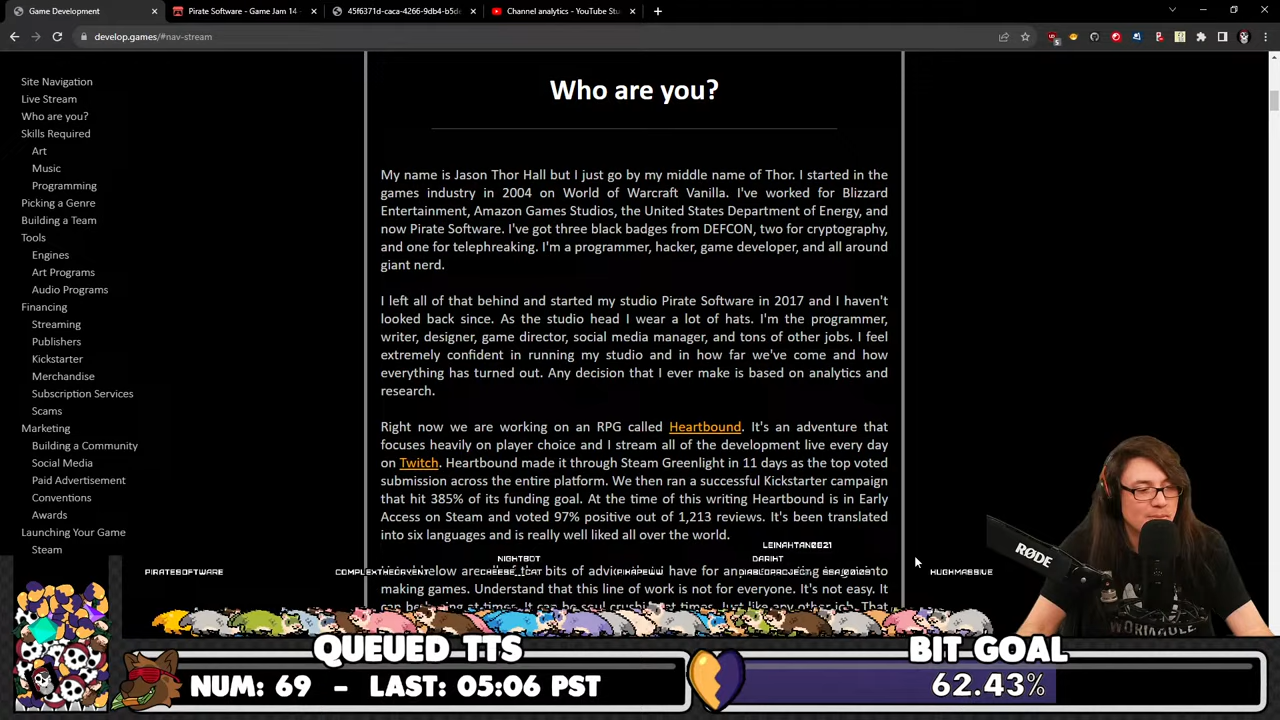 Game Development
Pirate Software - Game Jam 14 -
45f6371d-caca-4266-9db4-b5de
Channel analytics - YouTube Stu
develop.games/#nav-stream
Site Navigation
Live Stream
Who are you?
Skills Required
Art
Music
Programming
Picking a Genre
Building a Team
Tools
Engines
Art Programs
Audio Programs
Financing
Streaming
Publishers
Kickstarter
Merchandise
Subscription Services
Scams
Marketing
Building a Community
Social Media
Paid Advertisement
Conventions
Awards
Launching Your Game
Steam
Who are you?
My name is Jason Thor Hall but I just go by my middle name of Thor. I started in the
games industry in 2004 on World of Warcraft Vanilla. I've worked for Blizzard
Entertainment, Amazon Games Studios, the United States Department of Energy, and
now Pirate Software. I've got three black badges from DEFCON, two for cryptography,
and one for telephreaking. I'm a programmer, hacker, game developer, and all around
giant nerd.
I left all of that behind and started my studio Pirate Software in 2017 and I haven't
looked back since. As the studio head I wear a lot of hats. I'm the programmer,
writer, designer, game director, social media manager, and tons of other jobs. I feel
extremely confident in running my studio and in how far we've come and how
everything has turned out. Any decision that I ever make is based on analytics and
research.
Right now we are working on an RPG called Heartbound. It's an adventure that
focuses heavily on player choice and I stream all of the development live every day
on Twitch. Heartbound made it through Steam Greenlight in 11 days as the top voted
submission across the entire platform. We then ran a successful Kickstarter campaign
that hit 385% of its funding goal. At the time of this writing Heartbound is in Early
Access on Steam and voted 97% positive out of 1,213 reviews. It's been translated
into six languages and is really well liked all over the world.
LEINAHTAN0821
NIGHTBOT
DARIHT
PIRATESOFTWARE
COMPLEXTHEORYENT
HUGHMASSIVE
below are bits of advice have for
making games. Understand that this line of work is not for everyone. It's not easy. It
RØDE
QUEUED TTS
NUM: 69 - LAST: 05:06 PST
BIT GOAL
62.43%